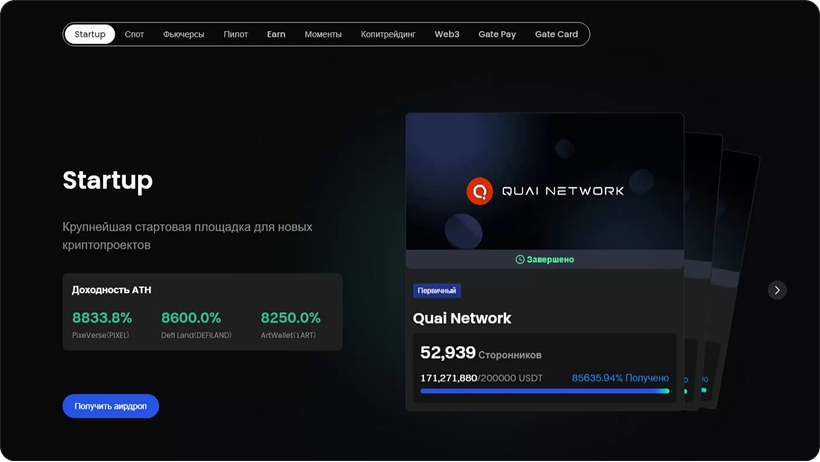 Startup Спот Фьючерсы Пилот Earn Моменты Копитрейдинг Web3 Gate Pay Gate Card
Startup
Крупнейшая стартовая площадка для новых
криптопроектов
Доходность ATH
8833.8% 8600.0% 8250.0%
PixeVerse(PIXEL) Defi Land(DEFILAND) ArtWallet(1ART)
Получить аирдроп
QUAI NETWORK
Завершено
Первичный
Quai Network
52,939 Сторонников
171,271,880/200000 USDT 85635.94% Получено